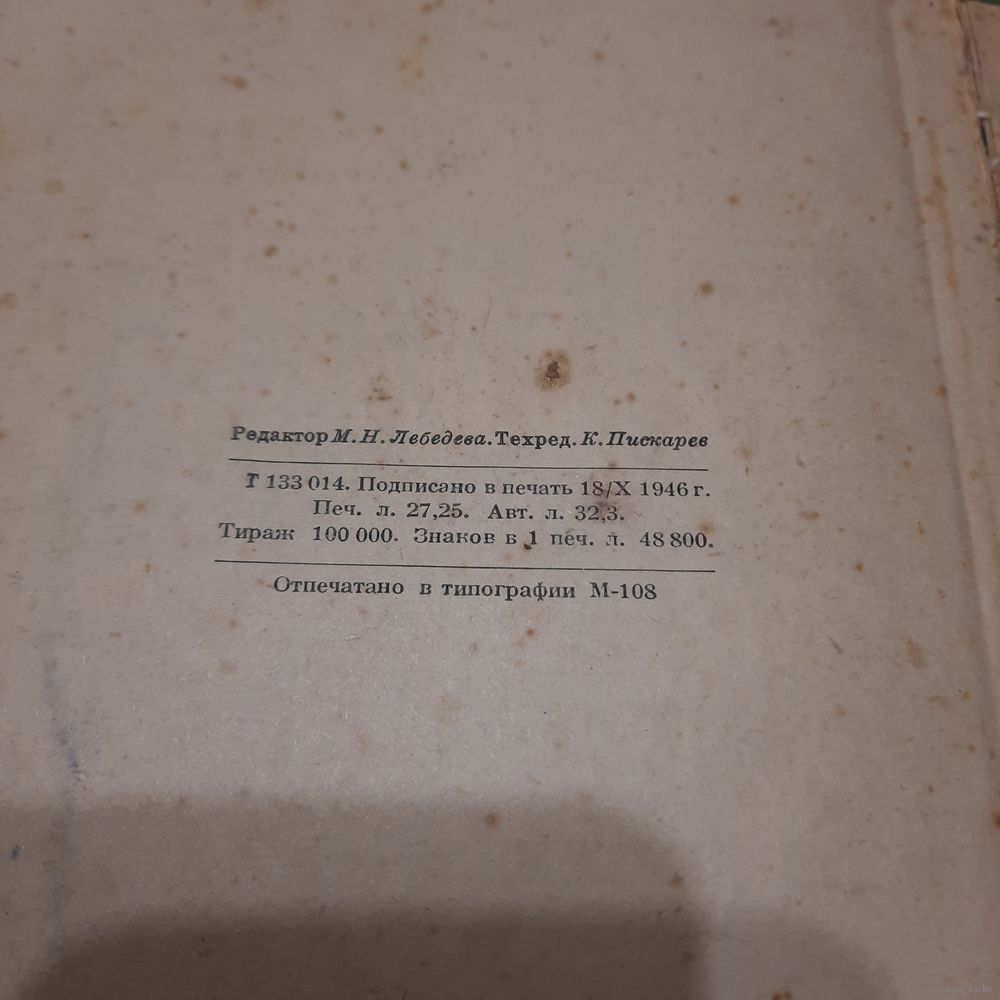 Редактор М. Н. Лебедева. Техред. К. Пискарев
Т 133 014. Подписано в печать 18/X 1946 г.
Печ. л. 27,25. Авт. л. 32,3.
Тираж 100 000. Знаков в 1 печ. л. 48 800.
Отпечатано в типографии М-108